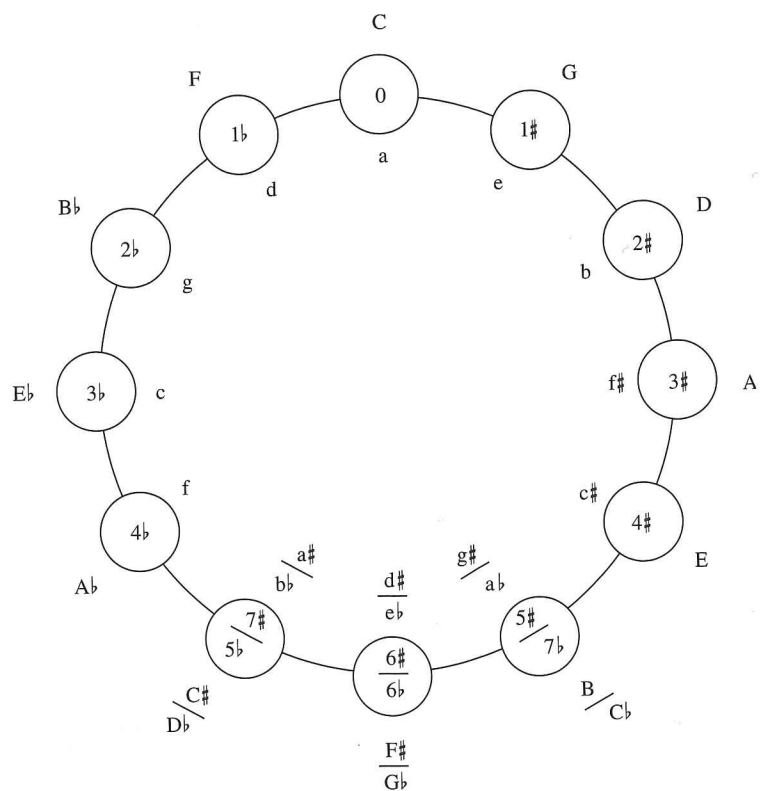 C
F
G
0
1♭
1♯
a
d
e
B♭
D
2♭
2♯
g
b
E♭
3♭
c
f♯
3♯
A
f
c♯
4♭
4♯
A♭
E
a♯
b♭
d♯
e♭
g♯
a♭
7♯
5♭
6♯
6♭
5♯
7♭
C♯
D♭
B
C♭
F♯
G♭